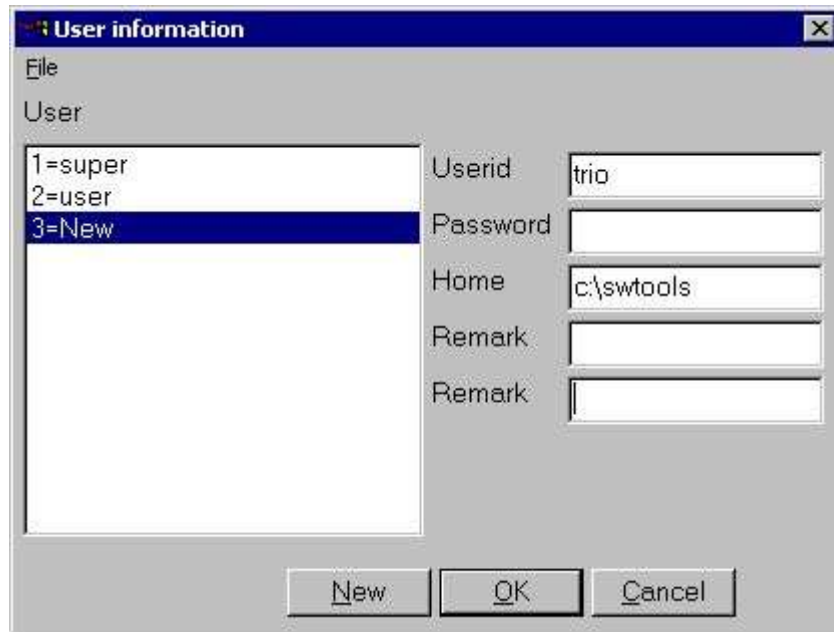 User information
File
User
1=super
2=user
3=New
Userid
trio
Password
Home
c:\swtools
Remark
Remark
New
OK
Cancel